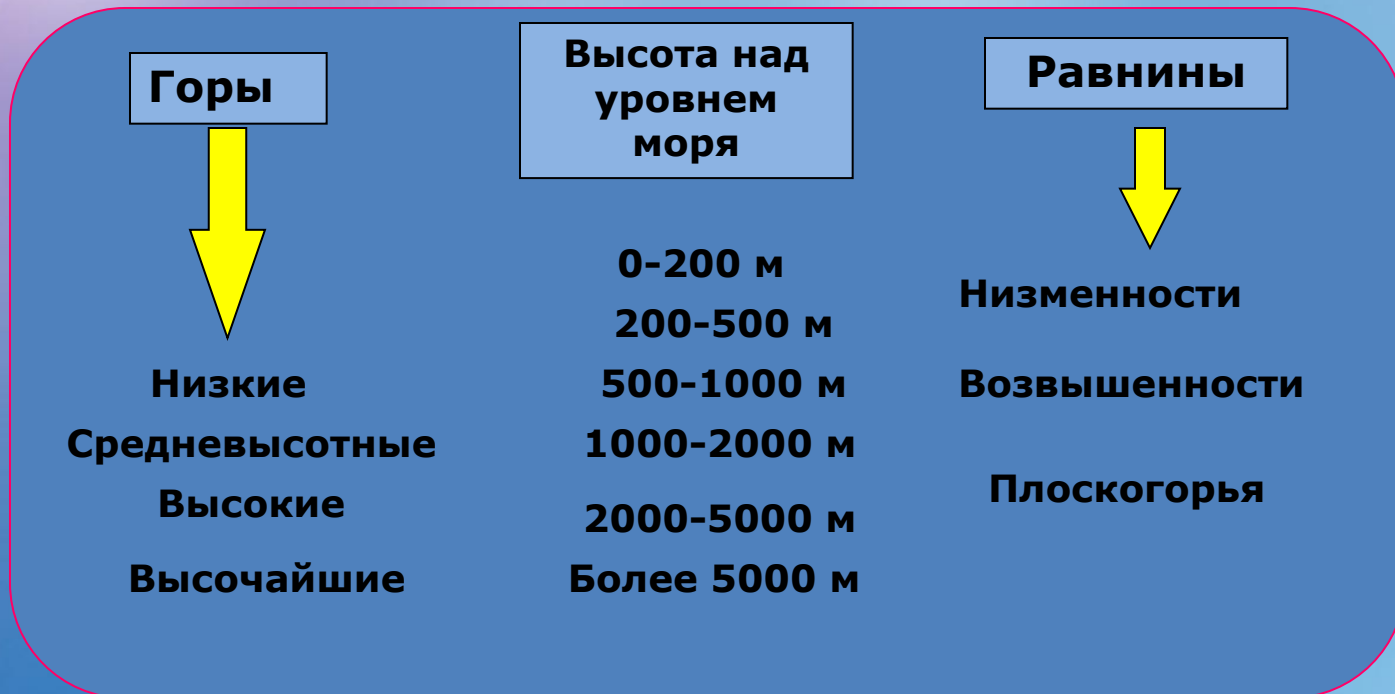 Горы
Высота над
уровнем
моря
Равнины
0-200 м
Низменности
200-500 м
Низкие
500-1000 м
Возвышенности
Средневысотные
1000-2000 м
Высокие
2000-5000 м
Плоскогорья
Высочайшие
Более 5000 м